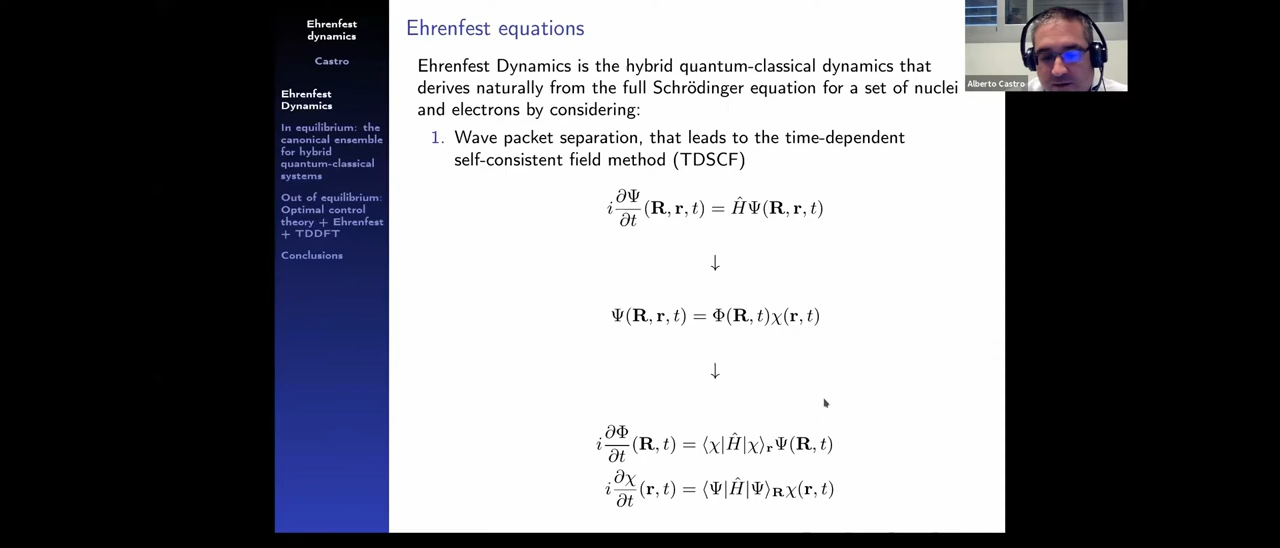 Ehrenfest
dynamics
Castro
Ehrenfest
Dynamics
In equilibrium: the
canonical ensemble
for hybrid
quantum-classical
systems
Out of equilibrium:
Optimal control
theory + Ehrenfest
+ TDDFT
Conclusions
Ehrenfest equations
Ehrenfest Dynamics is the hybrid quantum-classical dynamics that
derives naturally from the full Schrödinger equation for a set of nuclei
and electrons by considering:
1. Wave packet separation, that leads to the time-dependent
self-consistent field method (TDSCF)
i ∂Ψ/∂t (R, r, t) = ĤΨ(R, r, t)
↓
Ψ(R, r, t) = Φ(R, t)χ(r, t)
↓
i ∂Φ/∂t (R, t) = ⟨χ|Ĥ|χ⟩r Ψ(R, t)
i ∂χ/∂t (r, t) = ⟨Ψ|Ĥ|Ψ⟩R χ(r, t)
Alberto Castro